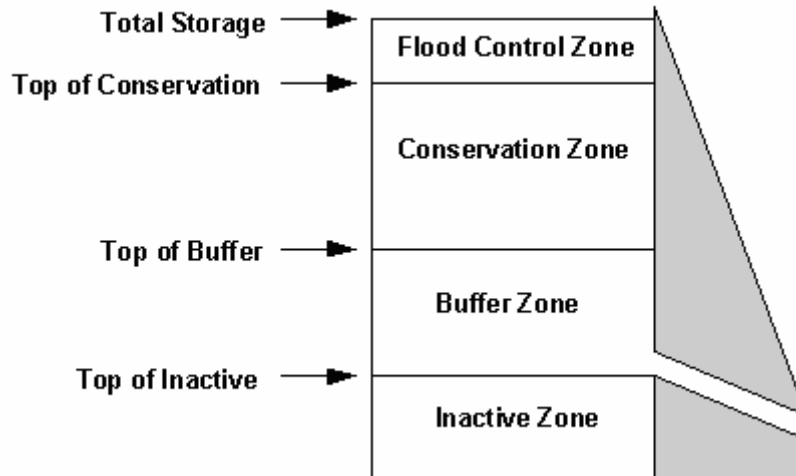 Total Storage
Flood Control Zone
Top of Conservation
Conservation Zone
Top of Buffer
Buffer Zone
Top of Inactive
Inactive Zone